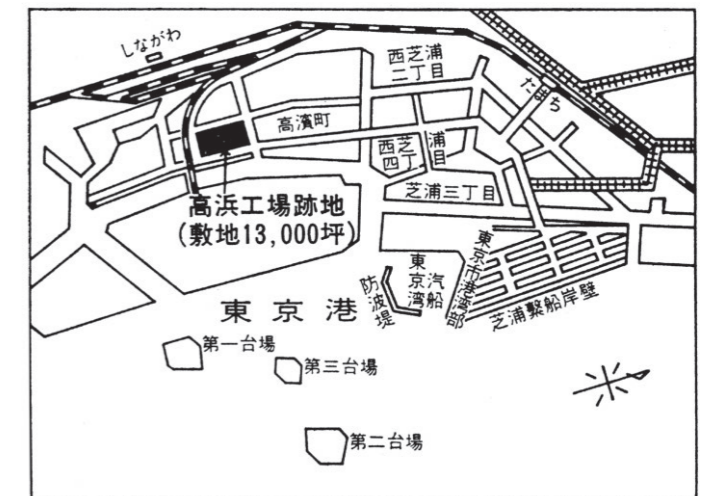 しながわ
西芝浦
二丁目
たまち
高濱町
西芝浦
四丁目
芝浦三丁目
高浜工場跡地
(敷地13,000坪)
東京港
防波堤
東京湾
汽船
東京市港湾部
芝浦繋船岸壁
第一台場
第三台場
第二台場